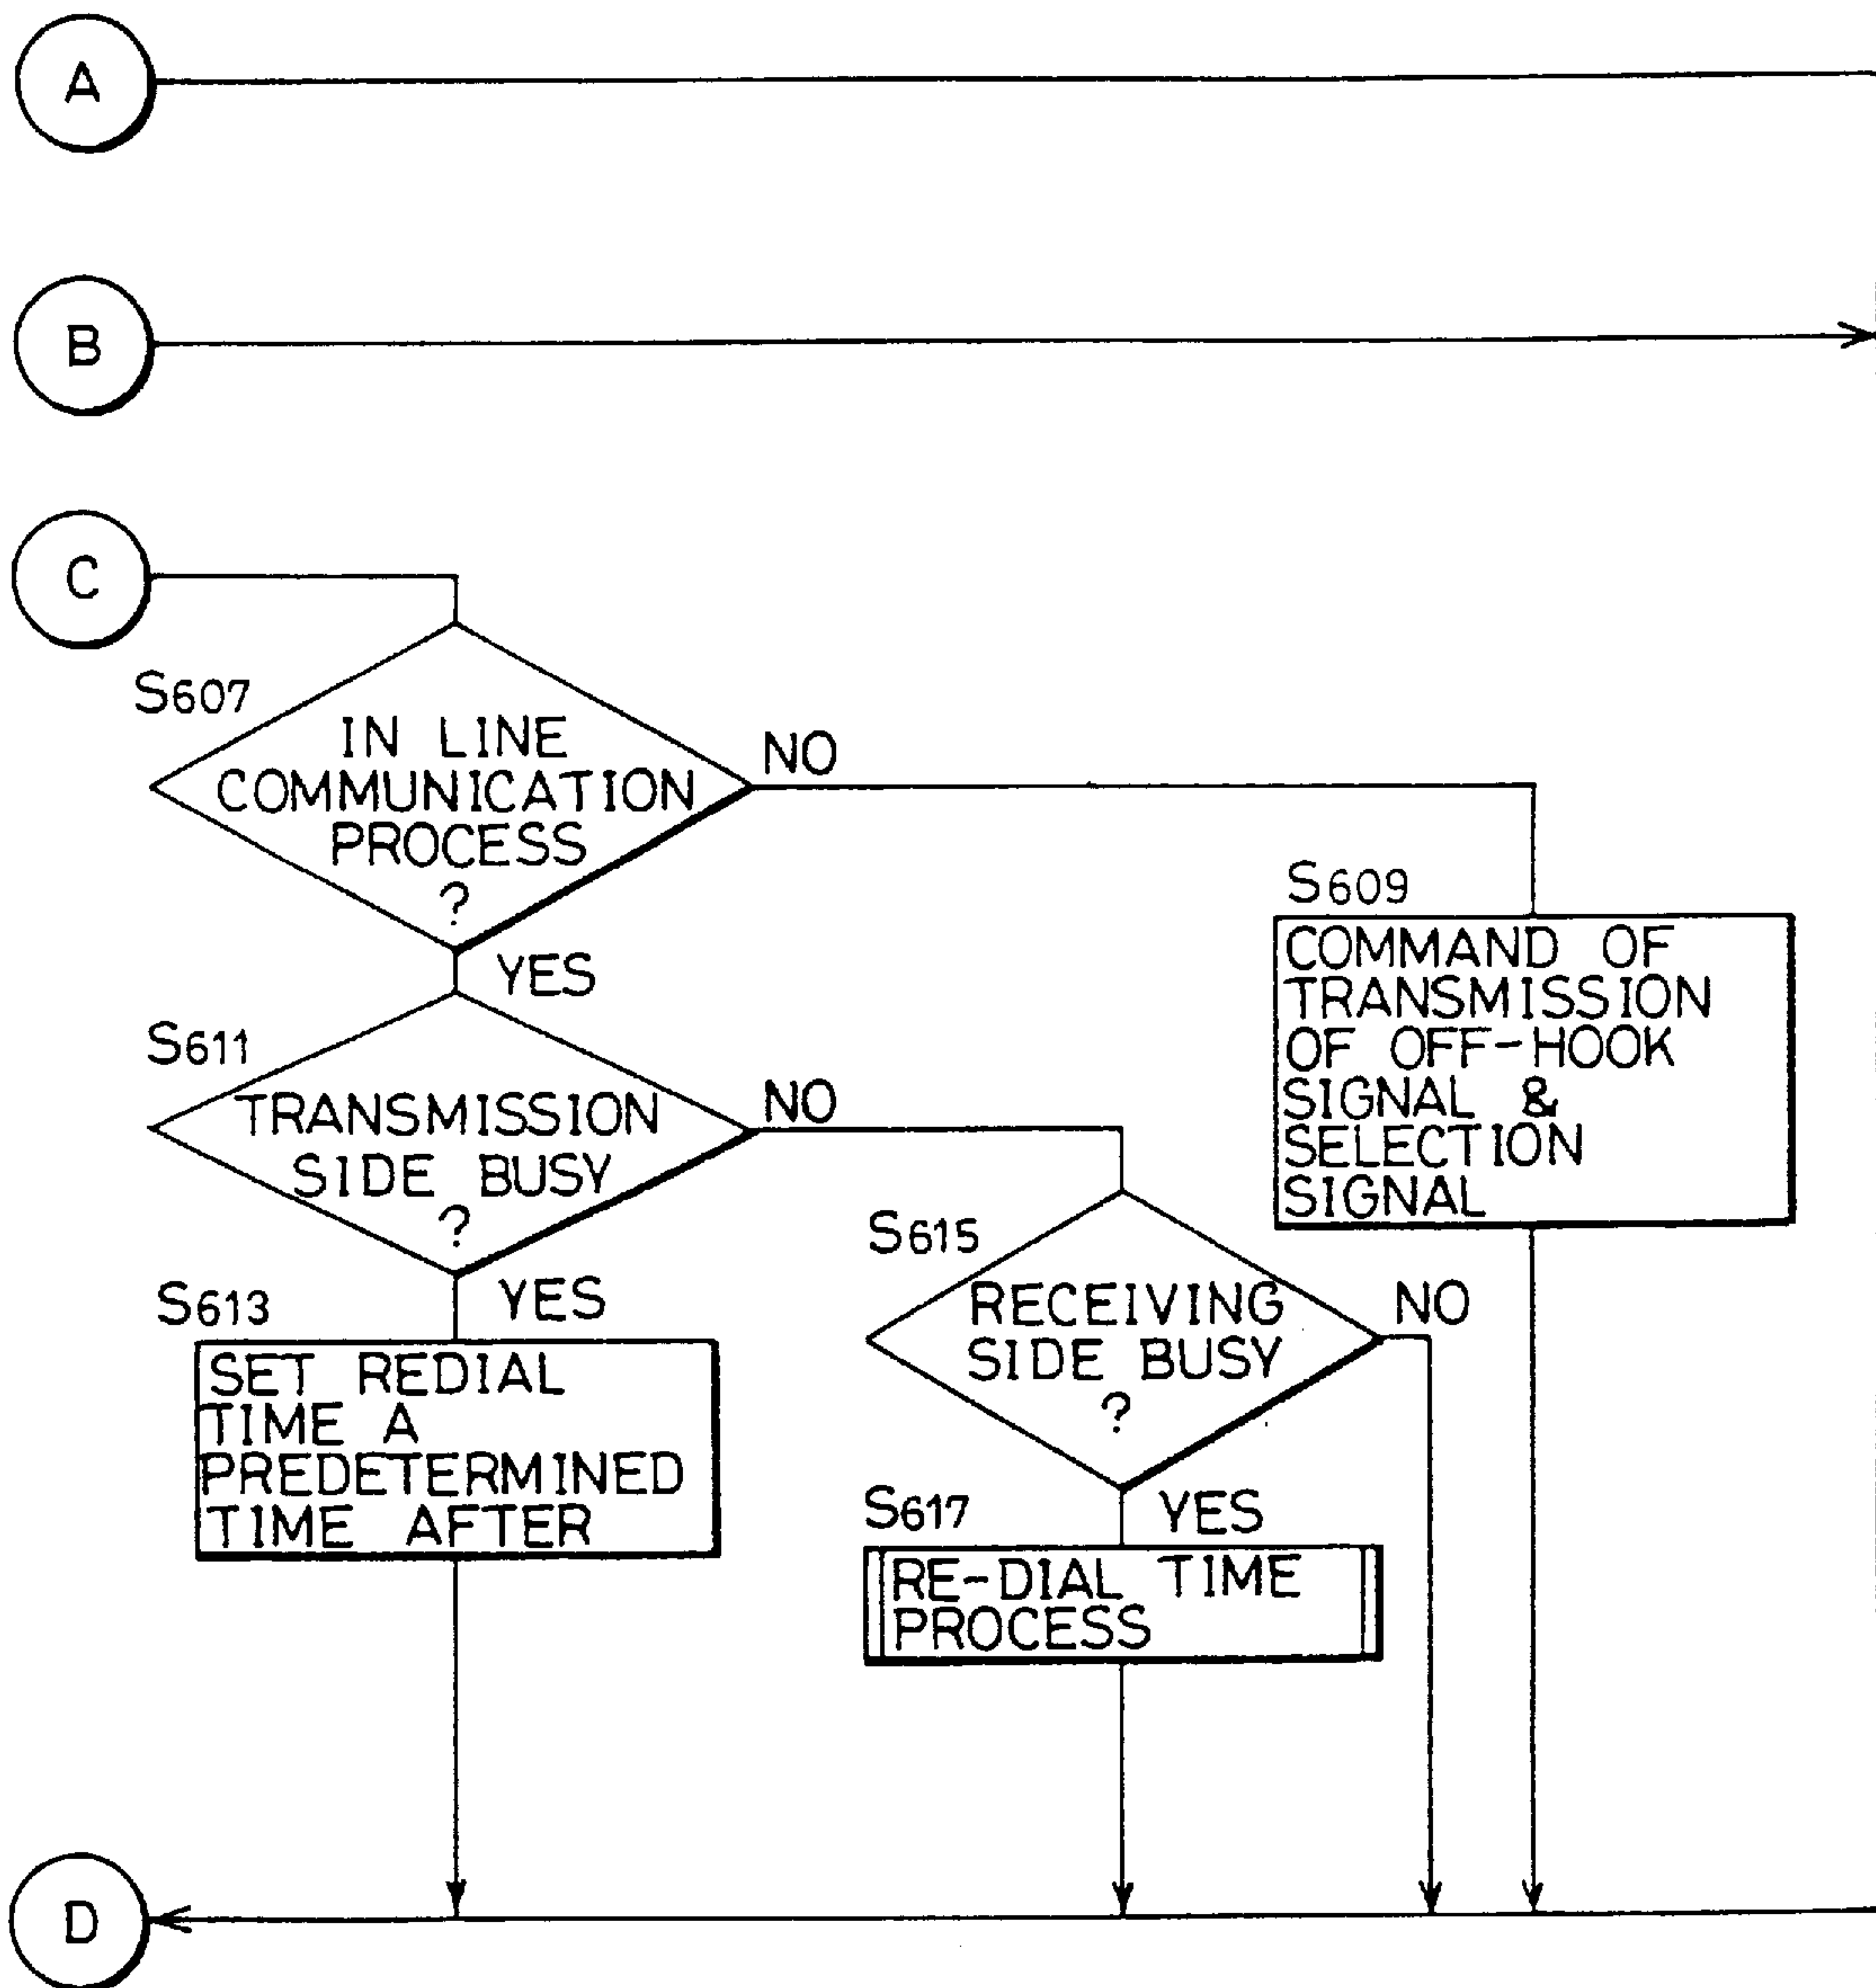 A
B
C
S607
IN LINE
COMMUNICATION
PROCESS
?
NO
YES
S609
COMMAND OF
TRANSMISSION
OF OFF-HOOK
SIGNAL &
SELECTION
SIGNAL
S611
TRANSMISSION
SIDE BUSY
?
NO
YES
S613
SET REDIAL
TIME A
PREDETERMINED
TIME AFTER
S615
RECEIVING
SIDE BUSY
?
NO
YES
S617
RE-DIAL TIME
PROCESS
D